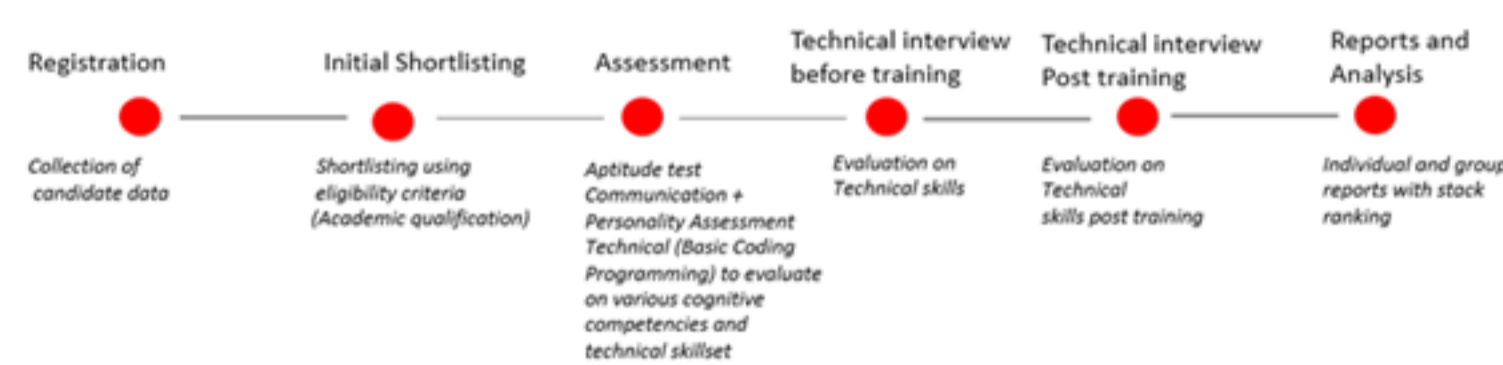 Registration
Collection of
candidate data
Initial Shortlisting
Shortlisting using
eligibility criteria
(Academic qualification)
Assessment
Aptitude test
Communication +
Personality Assessment
Technical (Basic Coding
Programming) to evaluate
on various cognitive
competencies and
technical skillset
Technical interview
before training
Evaluation on
Technical skills
Technical interview
Post training
Evaluation on
Technical
skills post training
Reports and
Analysis
Individual and group
reports with stack
ranking